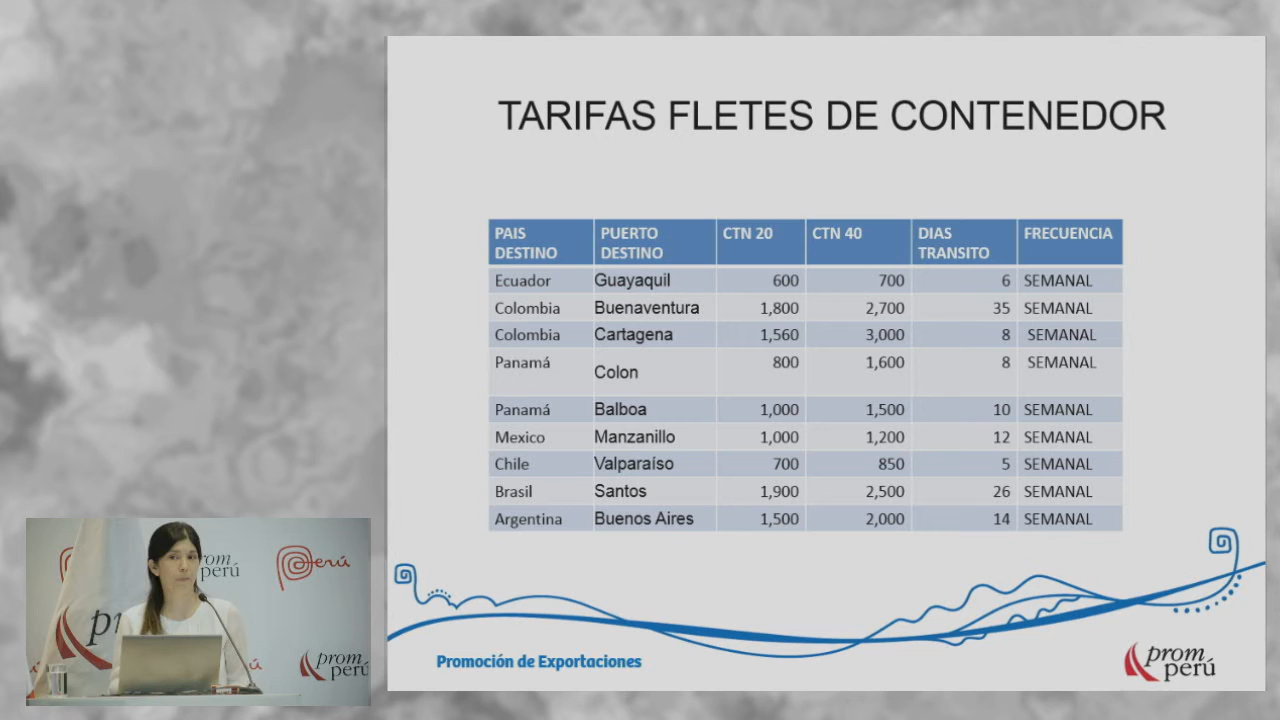 TARIFAS FLETES DE CONTENEDOR
PAIS DESTINO PUERTO DESTINO CTN 20 CTN 40 DIAS TRANSITO FRECUENCIA
Ecuador Guayaquil 600 700 6 SEMANAL
Colombia Buenaventura 1,800 2,700 35 SEMANAL
Colombia Cartagena 1,560 3,000 8 SEMANAL
Panamá Colon 800 1,600 8 SEMANAL
Panamá Balboa 1,000 1,500 10 SEMANAL
Mexico Manzanillo 1,000 1,200 12 SEMANAL
Chile Valparaíso 700 850 5 SEMANAL
Brasil Santos 1,900 2,500 26 SEMANAL
Argentina Buenos Aires 1,500 2,000 14 SEMANAL
Promoción de Exportaciones
prom
perú
prom
perú
Perú
prom
perú